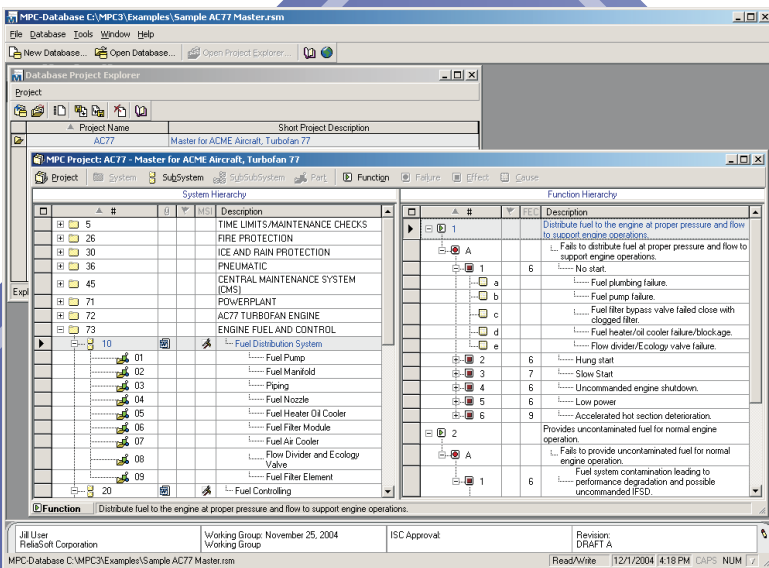 MPC-Database C:\MPC3\Examples\Sample AC77 Master.rsm
File Database Tools Window Help
New Database... Open Database... Open Project Explorer...
Database Project Explorer
Project
Project Name Short Project Description
AC77 Master for ACME Aircraft, Turbofan 77
MPC Project: AC77 - Master for ACME Aircraft, Turbofan 77
Project System SubSystem SubSubSystem Part Function Failure Effect Cause
System Hierarchy
# MSI Description
5 TIME LIMITS/MAINTENANCE CHECKS
26 FIRE PROTECTION
30 ICE AND RAIN PROTECTION
36 PNEUMATIC
45 CENTRAL MAINTENANCE SYSTEM
(CMS)
71 POWERPLANT
72 AC77 TURBOFAN ENGINE
73 ENGINE FUEL AND CONTROL
10 Fuel Distribution System
01 Fuel Pump
02 Fuel Manifold
03 Piping
04 Fuel Nozzle
05 Fuel Heater Oil Cooler
06 Fuel Filter Module
07 Fuel Air Cooler
08 Flow Divider and Ecology
Valve
09 Fuel Filter Element
20 Fuel Controlling
Function Hierarchy
# FEC Description
1 Distribute fuel to the engine at proper pressure and flow
to support engine operations.
A Fails to distribute fuel at proper pressure and flow to
support engine operations.
1 6 No start.
a Fuel plumbing failure.
b Fuel pump failure.
c Fuel filter bypass valve failed close with
clogged filter.
d Fuel heater/oil cooler failure/blockage.
e Flow divider/Ecology valve failure.
2 6 Hung start
3 7 Slow Start
4 6 Uncommanded engine shutdown.
5 6 Low power
6 9 Accelerated hot section deterioration.
2 Provides uncontaminated fuel for normal engine
operation.
A Fails to provide uncontaminated fuel for normal
engine operation.
1 6 Fuel system contamination leading to
performance degradation and possible
uncommanded IFSD.
Expl
Function Distribute fuel to the engine at proper pressure and flow to support engine operations.
Jill User
ReliaSoft Corporation
Working Group: November 25, 2004
Working Group
ISC Approval:
Revision:
DRAFT A
MPC-Database C:\MPC3\Examples\Sample AC77 Master.rsm Read/Write 12/1/2004 4:18 PM CAPS NUM